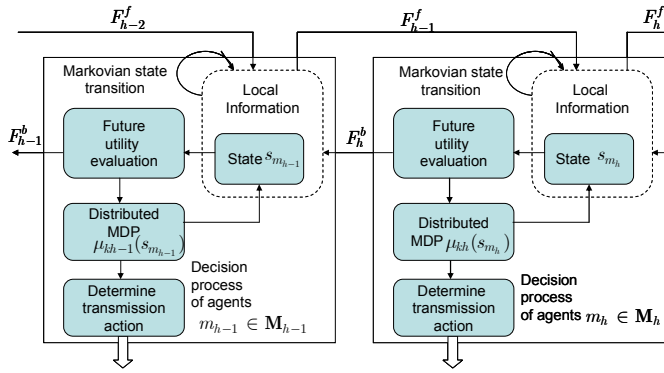 F^f_{h-2}
F^f_{h-1}
F^f_h
Markovian state
transition
Local
Information
Future
utility
evaluation
State s_{m_{h-1}}
F^b_{h-1}
Distributed
MDP
μ_{kh-1}(s_{m_{h-1}})
Determine
transmission
action
Decision
process
of agents
m_{h-1} ∈ M_{h-1}
F^b_h
Markovian state
transition
Local
Information
Future
utility
evaluation
State s_{m_h}
Distributed
MDP μ_{kh}(s_{m_h})
Determine
transmission
action
Decision
process
of agents m_h ∈ M_h